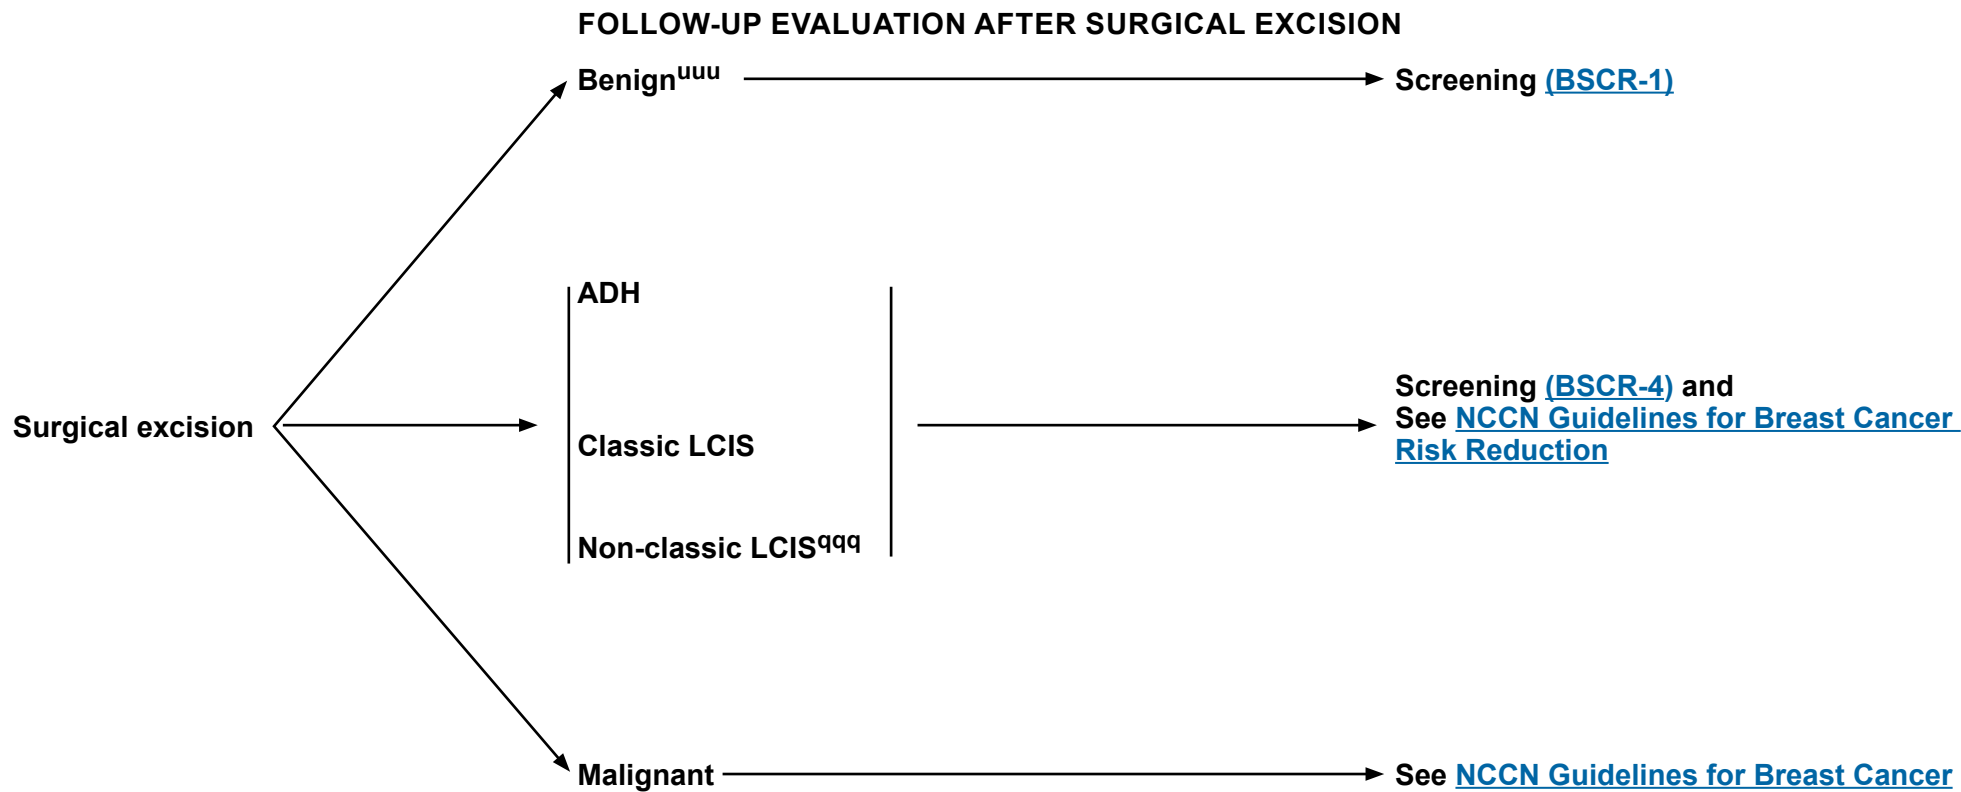 FOLLOW-UP EVALUATION AFTER SURGICAL EXCISION
Benignuuu
Screening (BSCR-1)
ADH
Surgical excision
Classic LCIS
Non-classic LCISqqq
Screening (BSCR-4) and
See NCCN Guidelines for Breast Cancer
Risk Reduction
Malignant
See NCCN Guidelines for Breast Cancer